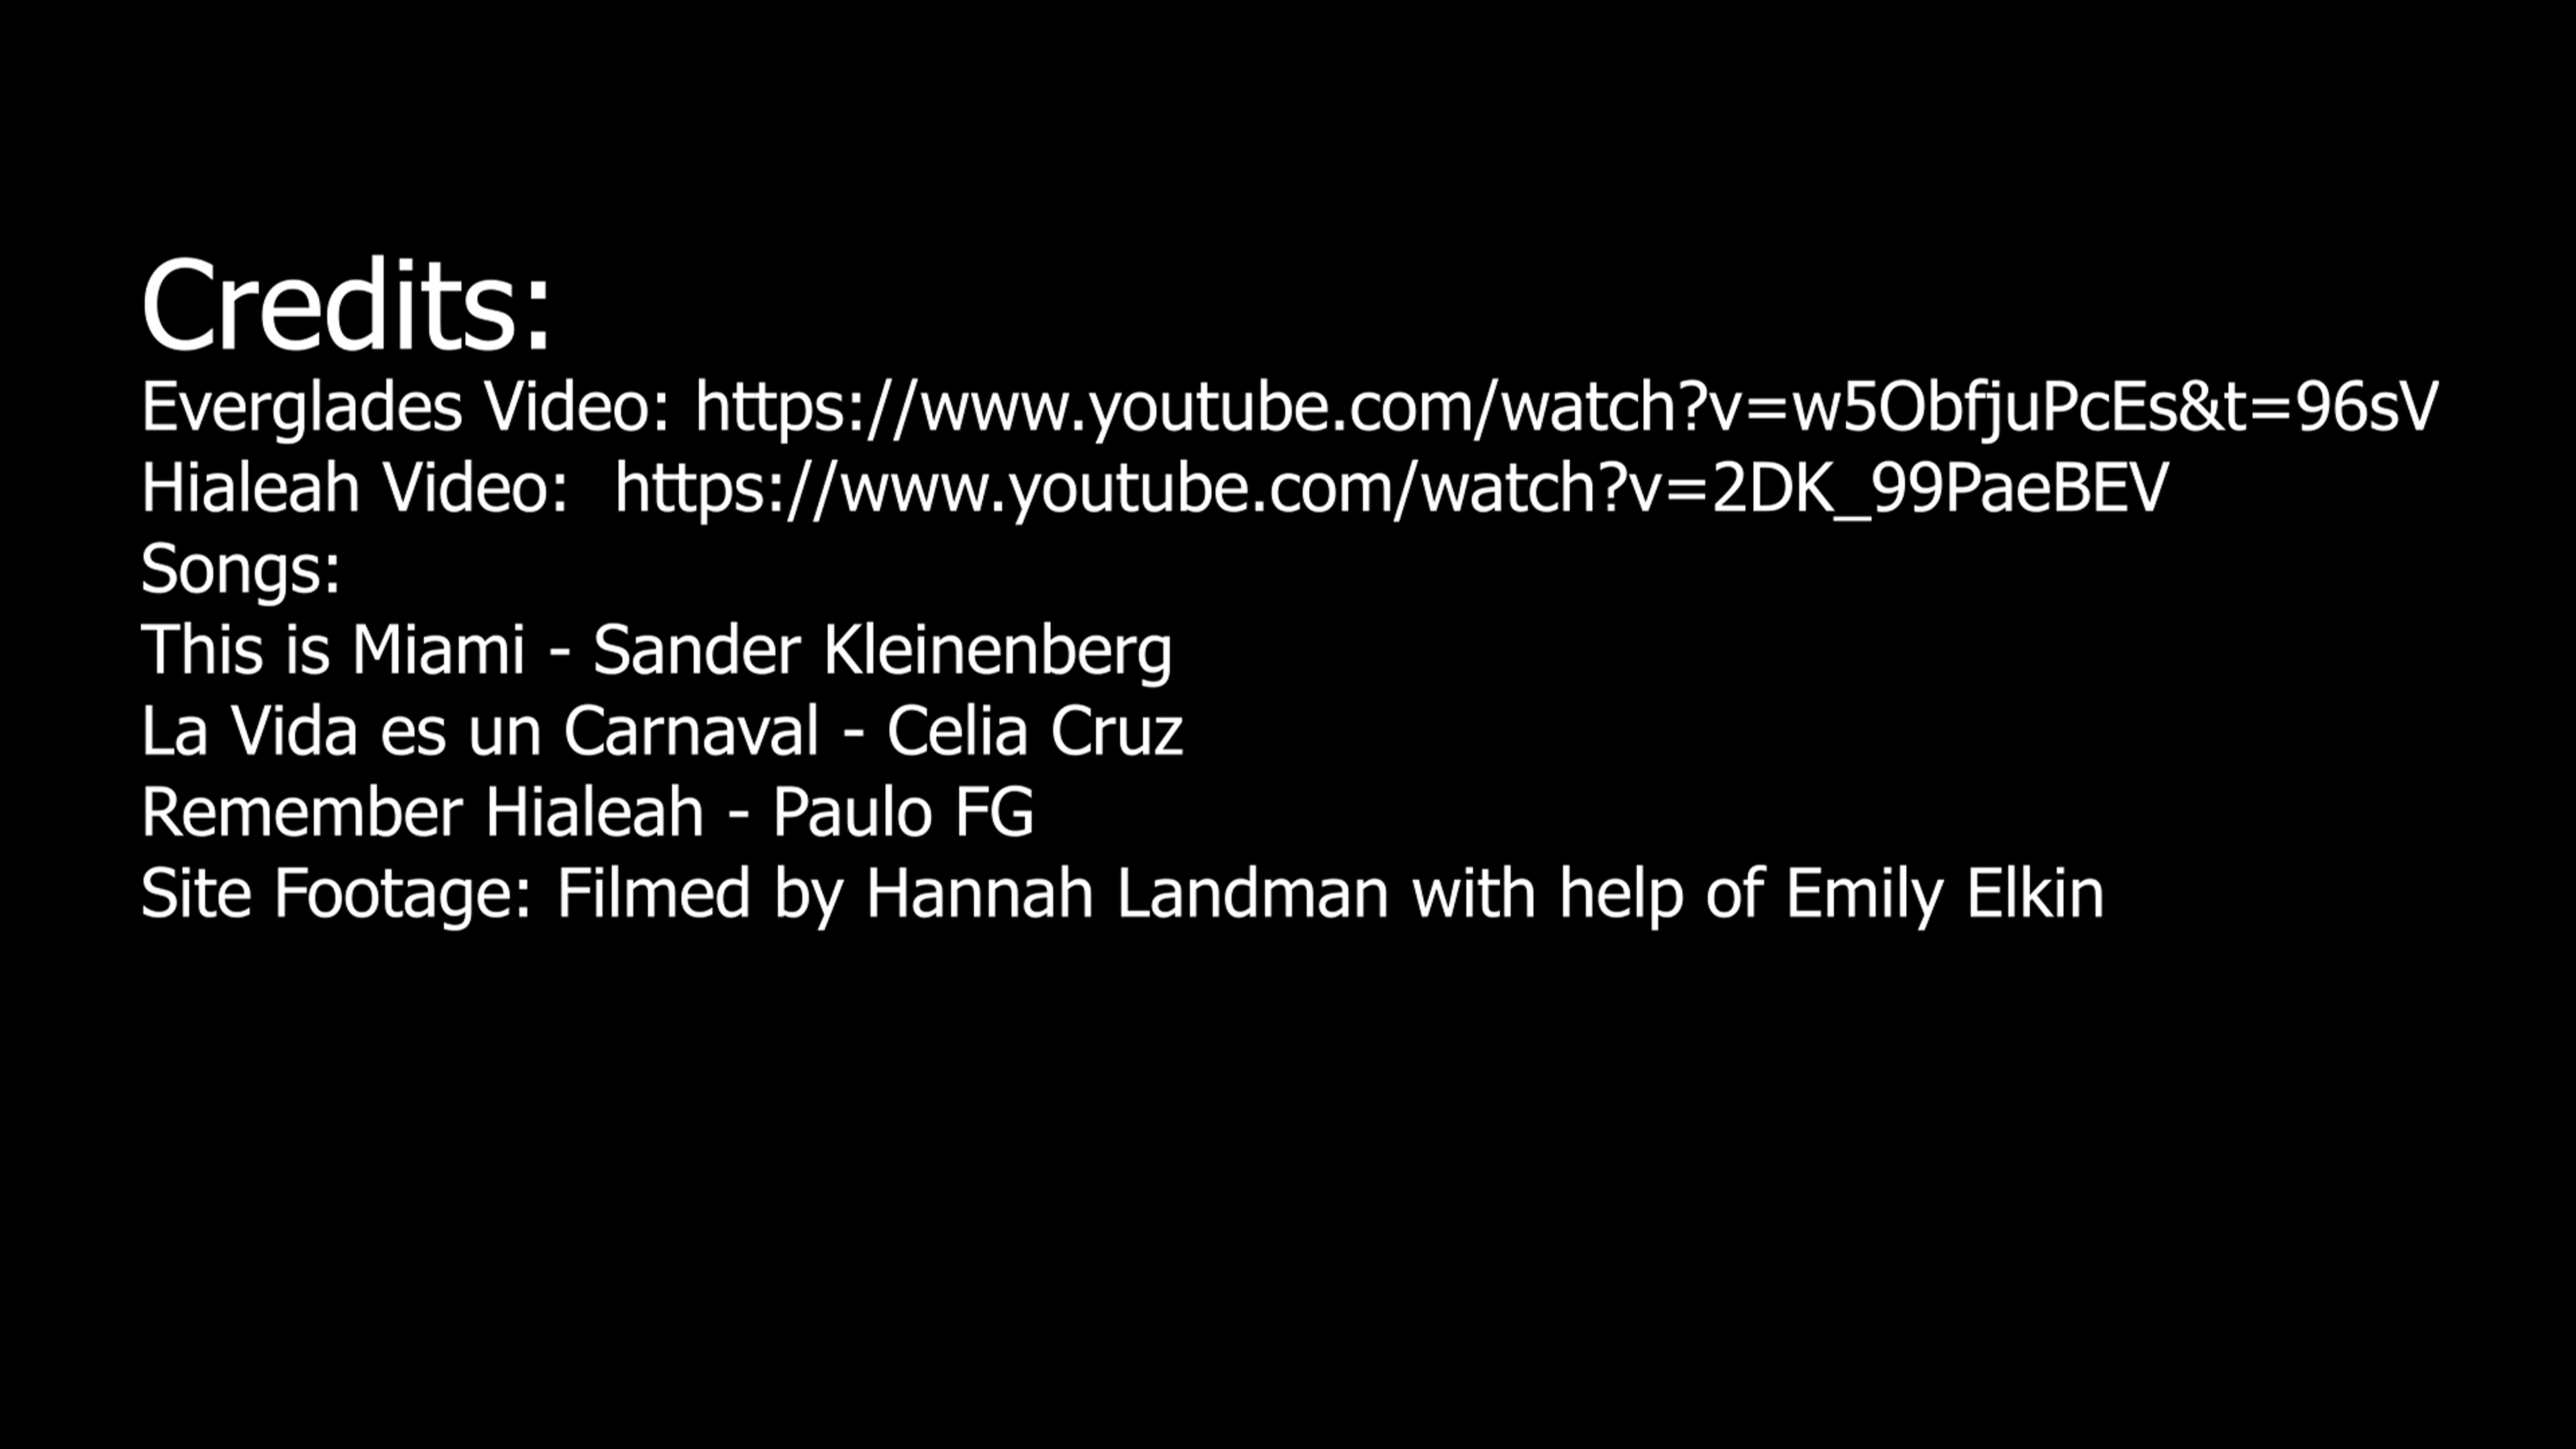 Credits:
Everglades Video: https://www.youtube.com/watch?v=w5ObfjuPcEs&t=96sV
Hialeah Video:  https://www.youtube.com/watch?v=2DK_99PaeBEV
Songs:
This is Miami - Sander Kleinenberg
La Vida es un Carnaval - Celia Cruz
Remember Hialeah - Paulo FG
Site Footage: Filmed by Hannah Landman with help of Emily Elkin